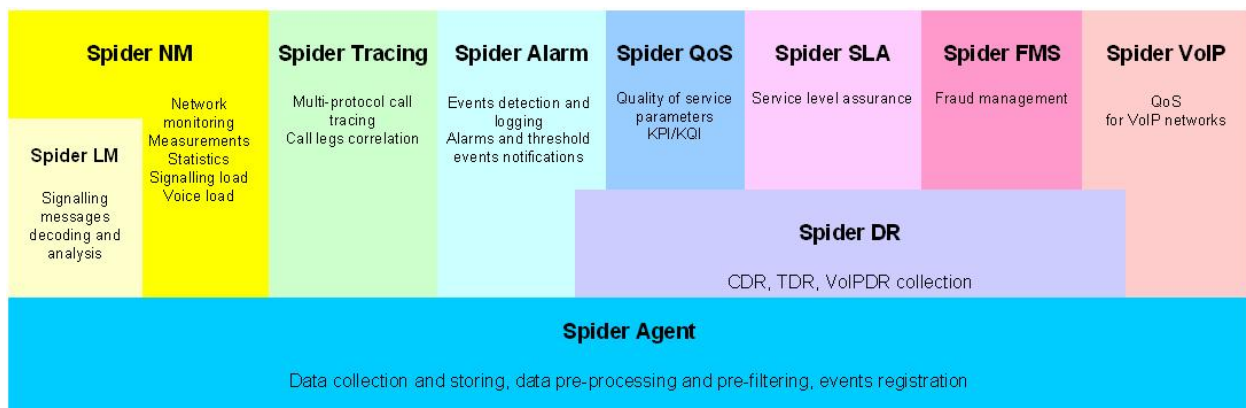 Spider NM
Network
monitoring
Measurements
Statistics
Signalling load
Voice load
Spider LM
Signalling
messages
decoding and
analysis
Spider Tracing
Multi-protocol call
tracing
Call legs correlation
Spider Alarm
Events detection and
logging
Alarms and threshold
events notifications
Spider QoS
Quality of service
parameters
KPI/KQI
Spider SLA
Service level assurance
Spider FMS
Fraud management
Spider VoIP
QoS
for VoIP networks
Spider DR
CDR, TDR, VoIPDR collection
Spider Agent
Data collection and storing, data pre-processing and pre-filtering, events registration